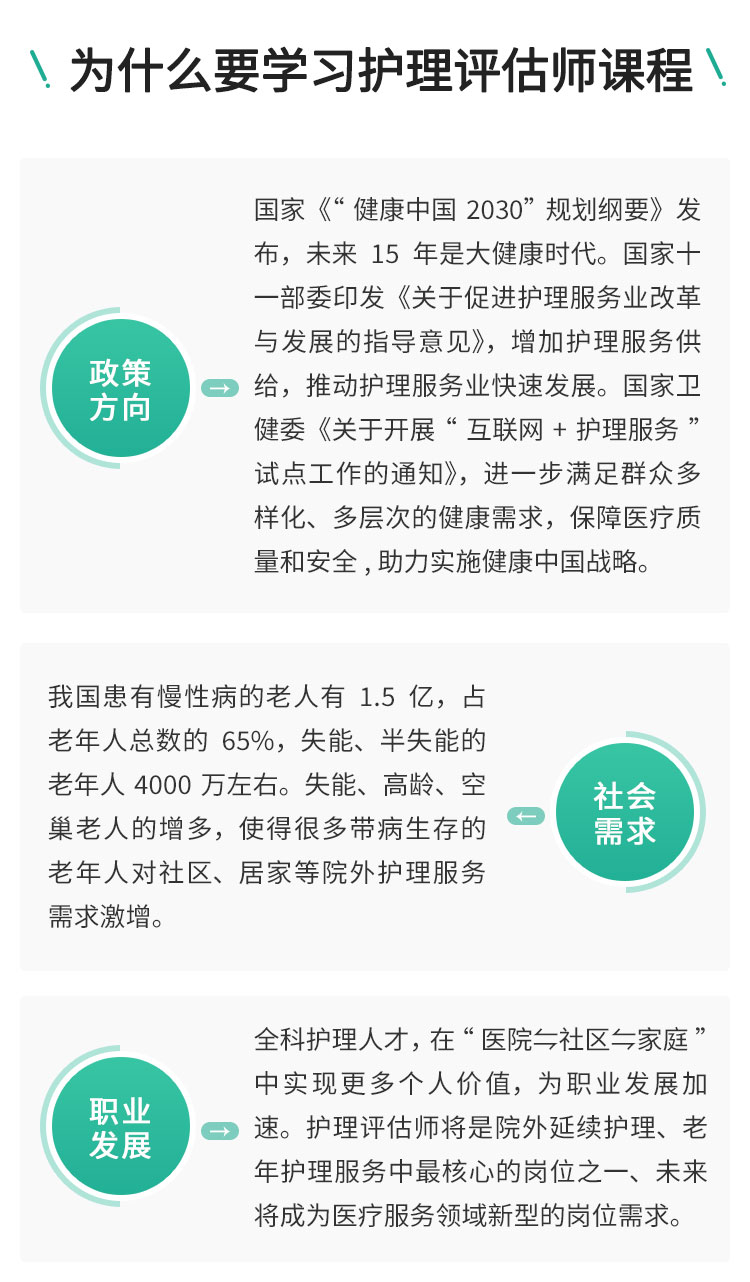 为什么要学习护理评估师课程
政策
方向
国家《“健康中国 2030”规划纲要》发
布，未来 15 年是大健康时代。国家十
一部委印发《关于促进护理服务业改革
与发展的指导意见》，增加护理服务供
给，推动护理服务业快速发展。国家卫
健委《关于开展“互联网 + 护理服务”
试点工作的通知》，进一步满足群众多
样化、多层次的健康需求，保障医疗质
量和安全 , 助力实施健康中国战略。
我国患有慢性病的老人有 1.5 亿，占
老年人总数的 65%，失能、半失能的
老年人 4000 万左右。失能、高龄、空
巢老人的增多，使得很多带病生存的
老年人对社区、居家等院外护理服务
需求激增。
社会
需求
职业
发展
全科护理人才，在“医院⇋社区⇋家庭”
中实现更多个人价值，为职业发展加
速。护理评估师将是院外延续护理、老
年护理服务中最核心的岗位之一、未来
将成为医疗服务领域新型的岗位需求。